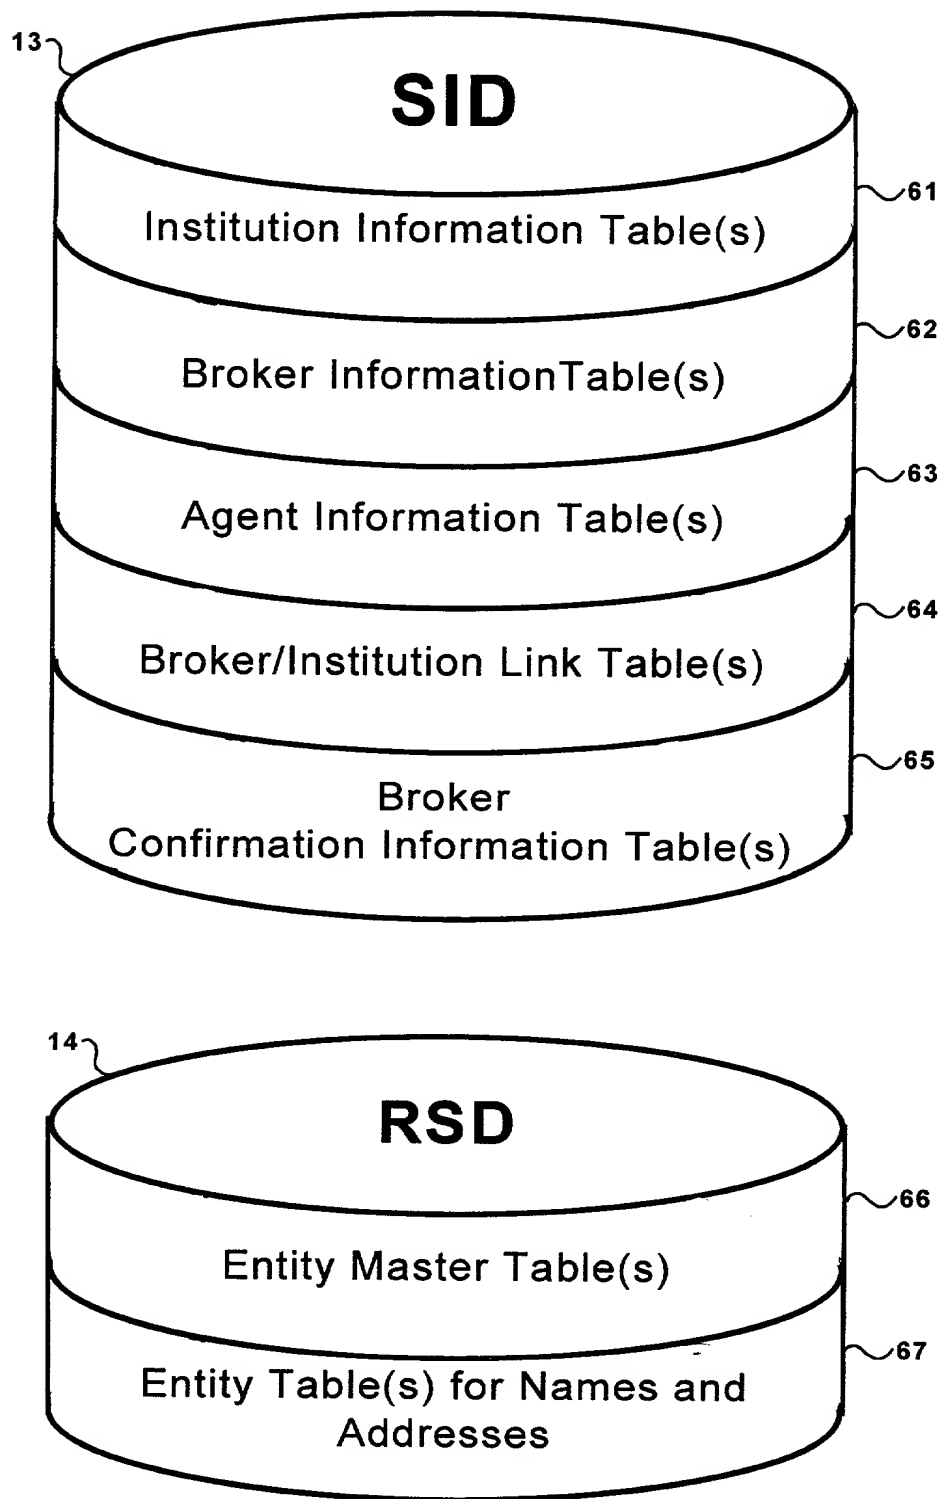 13
SID
61
Institution Information Table(s)
62
Broker InformationTable(s)
63
Agent Information Table(s)
64
Broker/Institution Link Table(s)
65
Broker
Confirmation Information Table(s)
14
RSD
66
Entity Master Table(s)
67
Entity Table(s) for Names and
Addresses